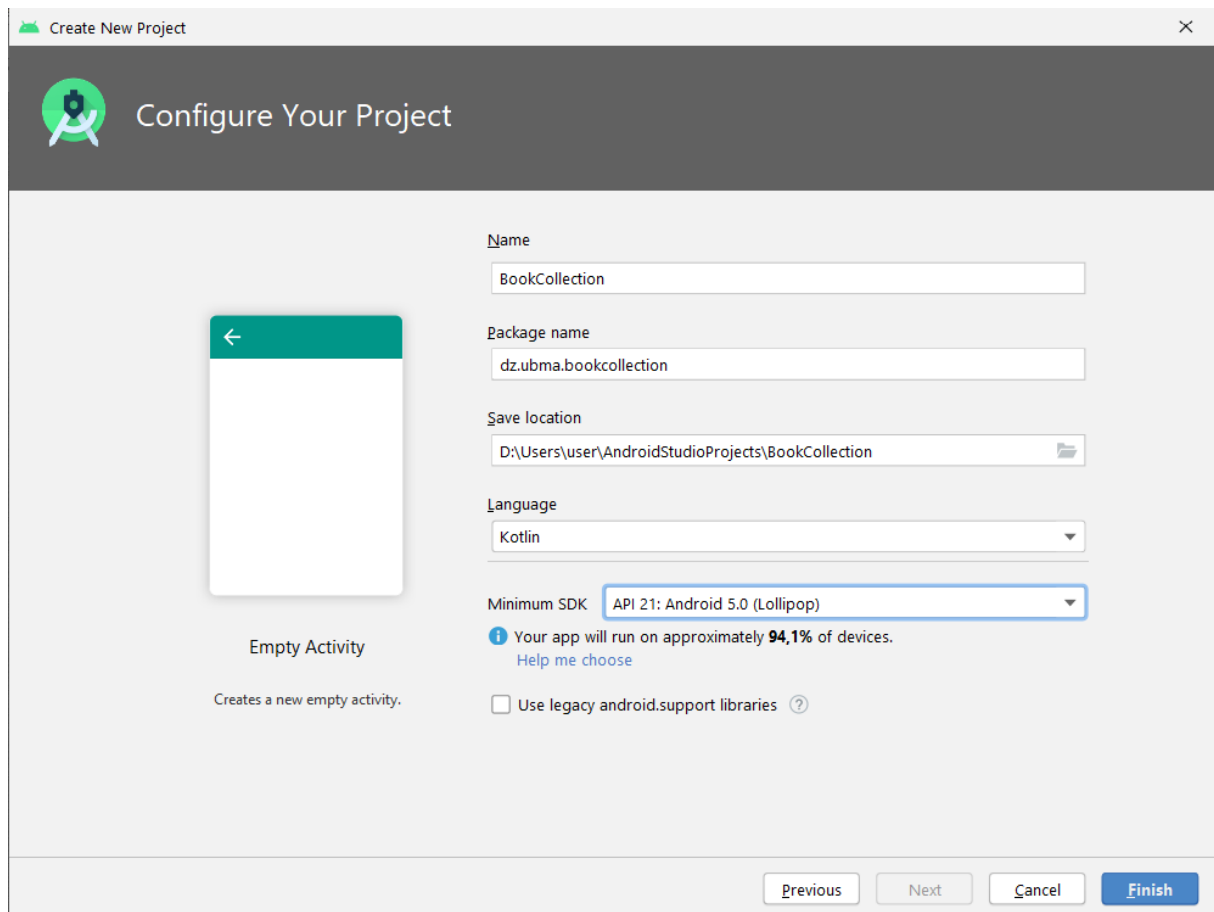 Create New Project
Configure Your Project
Name
BookCollection
Package name
dz.ubma.bookcollection
Save location
D:\Users\user\AndroidStudioProjects\BookCollection
Language
Kotlin
Minimum SDK API 21: Android 5.0 (Lollipop)
Your app will run on approximately 94,1% of devices.
Help me choose
Use legacy android.support libraries ?
Empty Activity
Creates a new empty activity.
Previous Next Cancel Finish